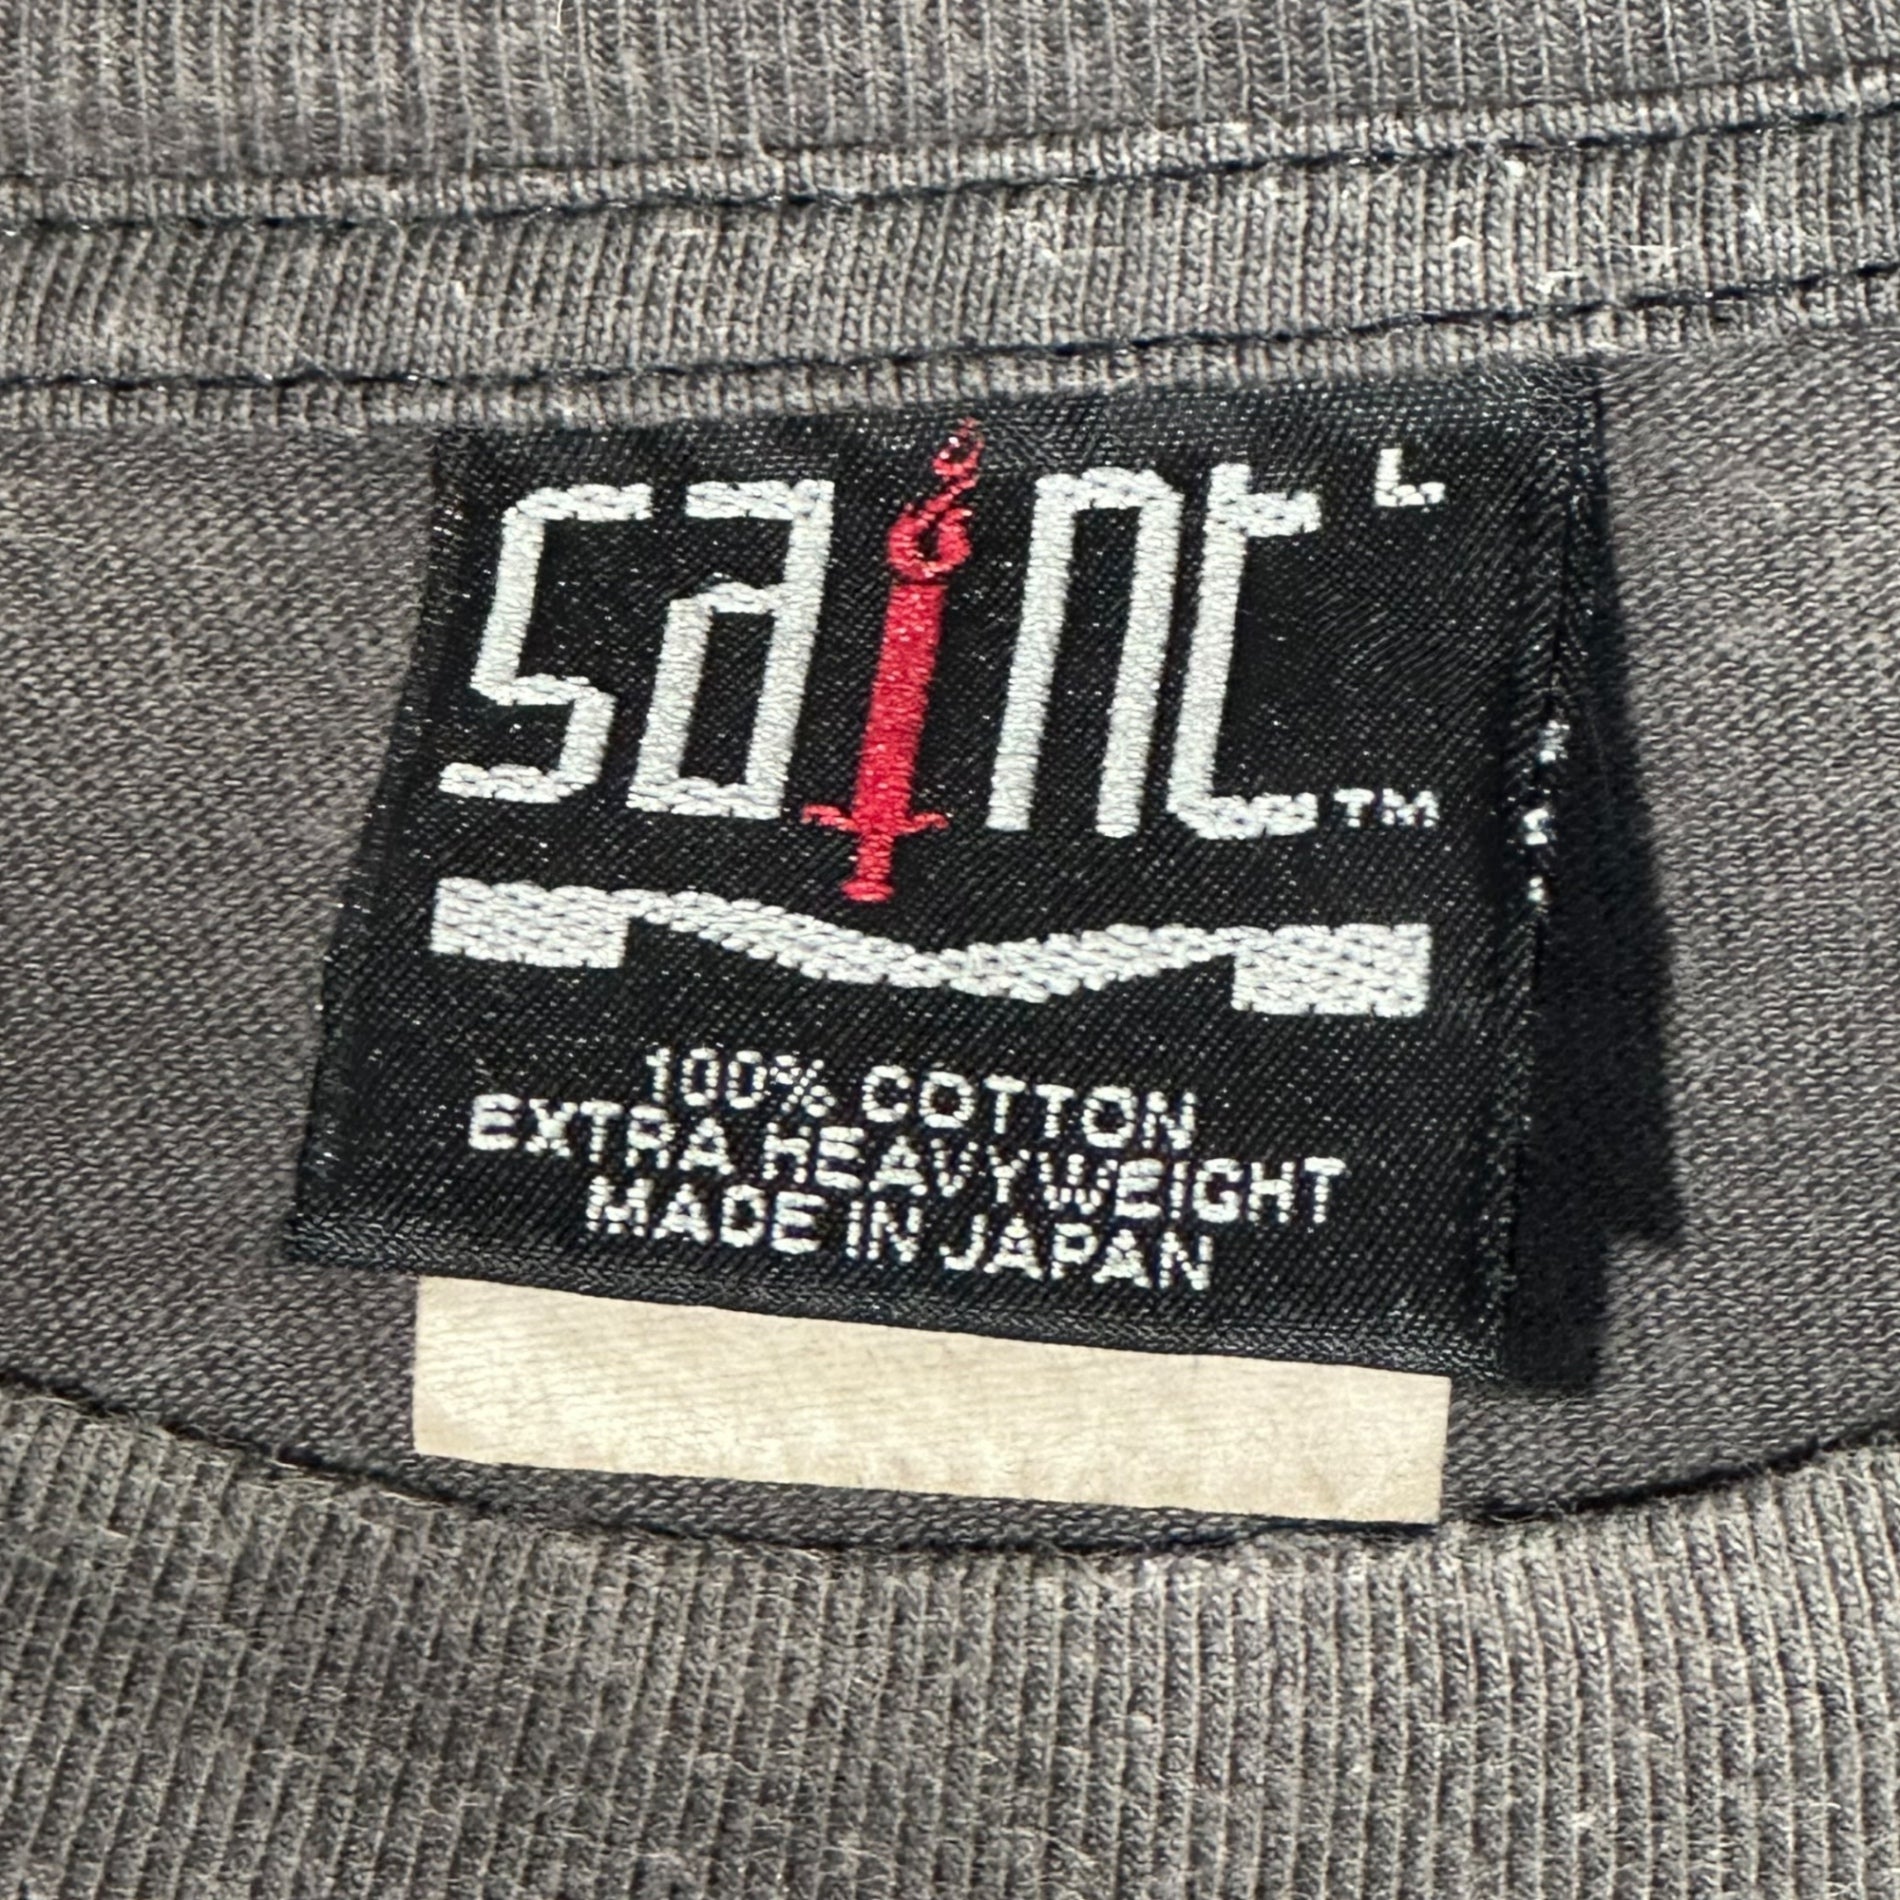 saint L
TM
100% COTTON
EXTRA HEAVYWEIGHT
MADE IN JAPAN